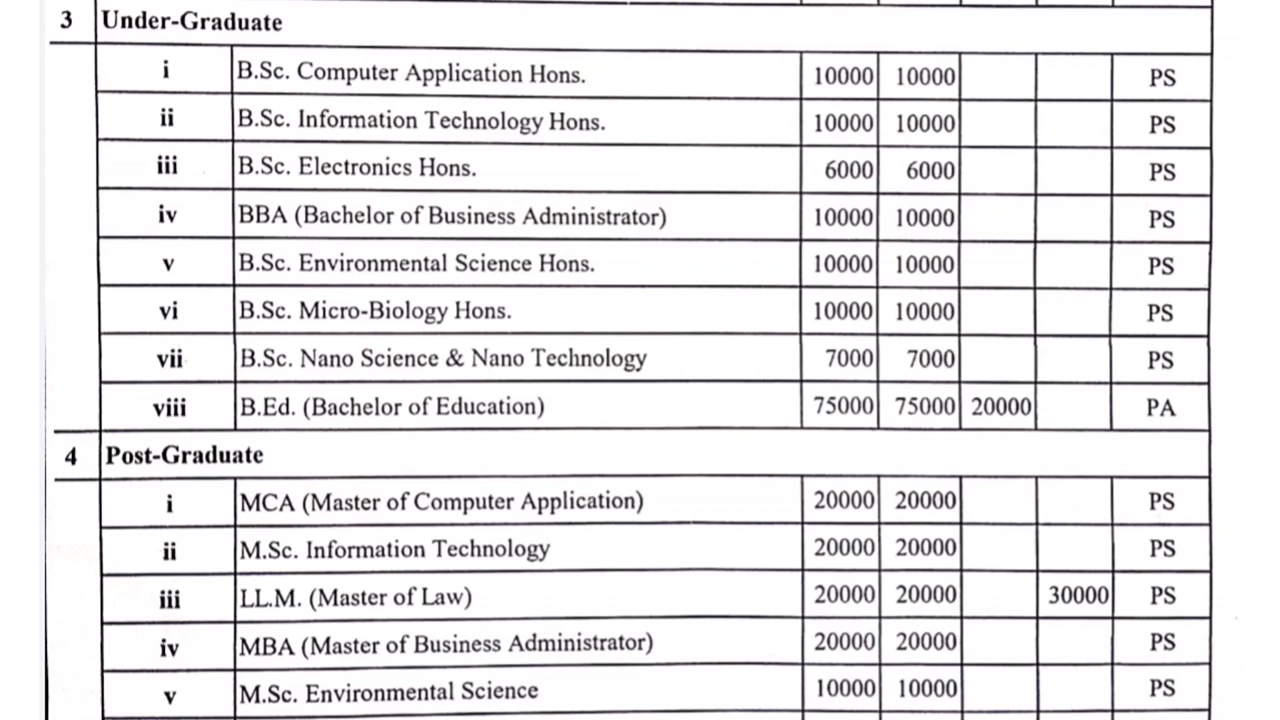 3 Under-Graduate
i B.Sc. Computer Application Hons. 10000 10000 PS
ii B.Sc. Information Technology Hons. 10000 10000 PS
iii B.Sc. Electronics Hons. 6000 6000 PS
iv BBA (Bachelor of Business Administrator) 10000 10000 PS
v B.Sc. Environmental Science Hons. 10000 10000 PS
vi B.Sc. Micro-Biology Hons. 10000 10000 PS
vii B.Sc. Nano Science & Nano Technology 7000 7000 PS
viii B.Ed. (Bachelor of Education) 75000 75000 20000 PA
4 Post-Graduate
i MCA (Master of Computer Application) 20000 20000 PS
ii M.Sc. Information Technology 20000 20000 PS
iii LL.M. (Master of Law) 20000 20000 30000 PS
iv MBA (Master of Business Administrator) 20000 20000 PS
v M.Sc. Environmental Science 10000 10000 PS